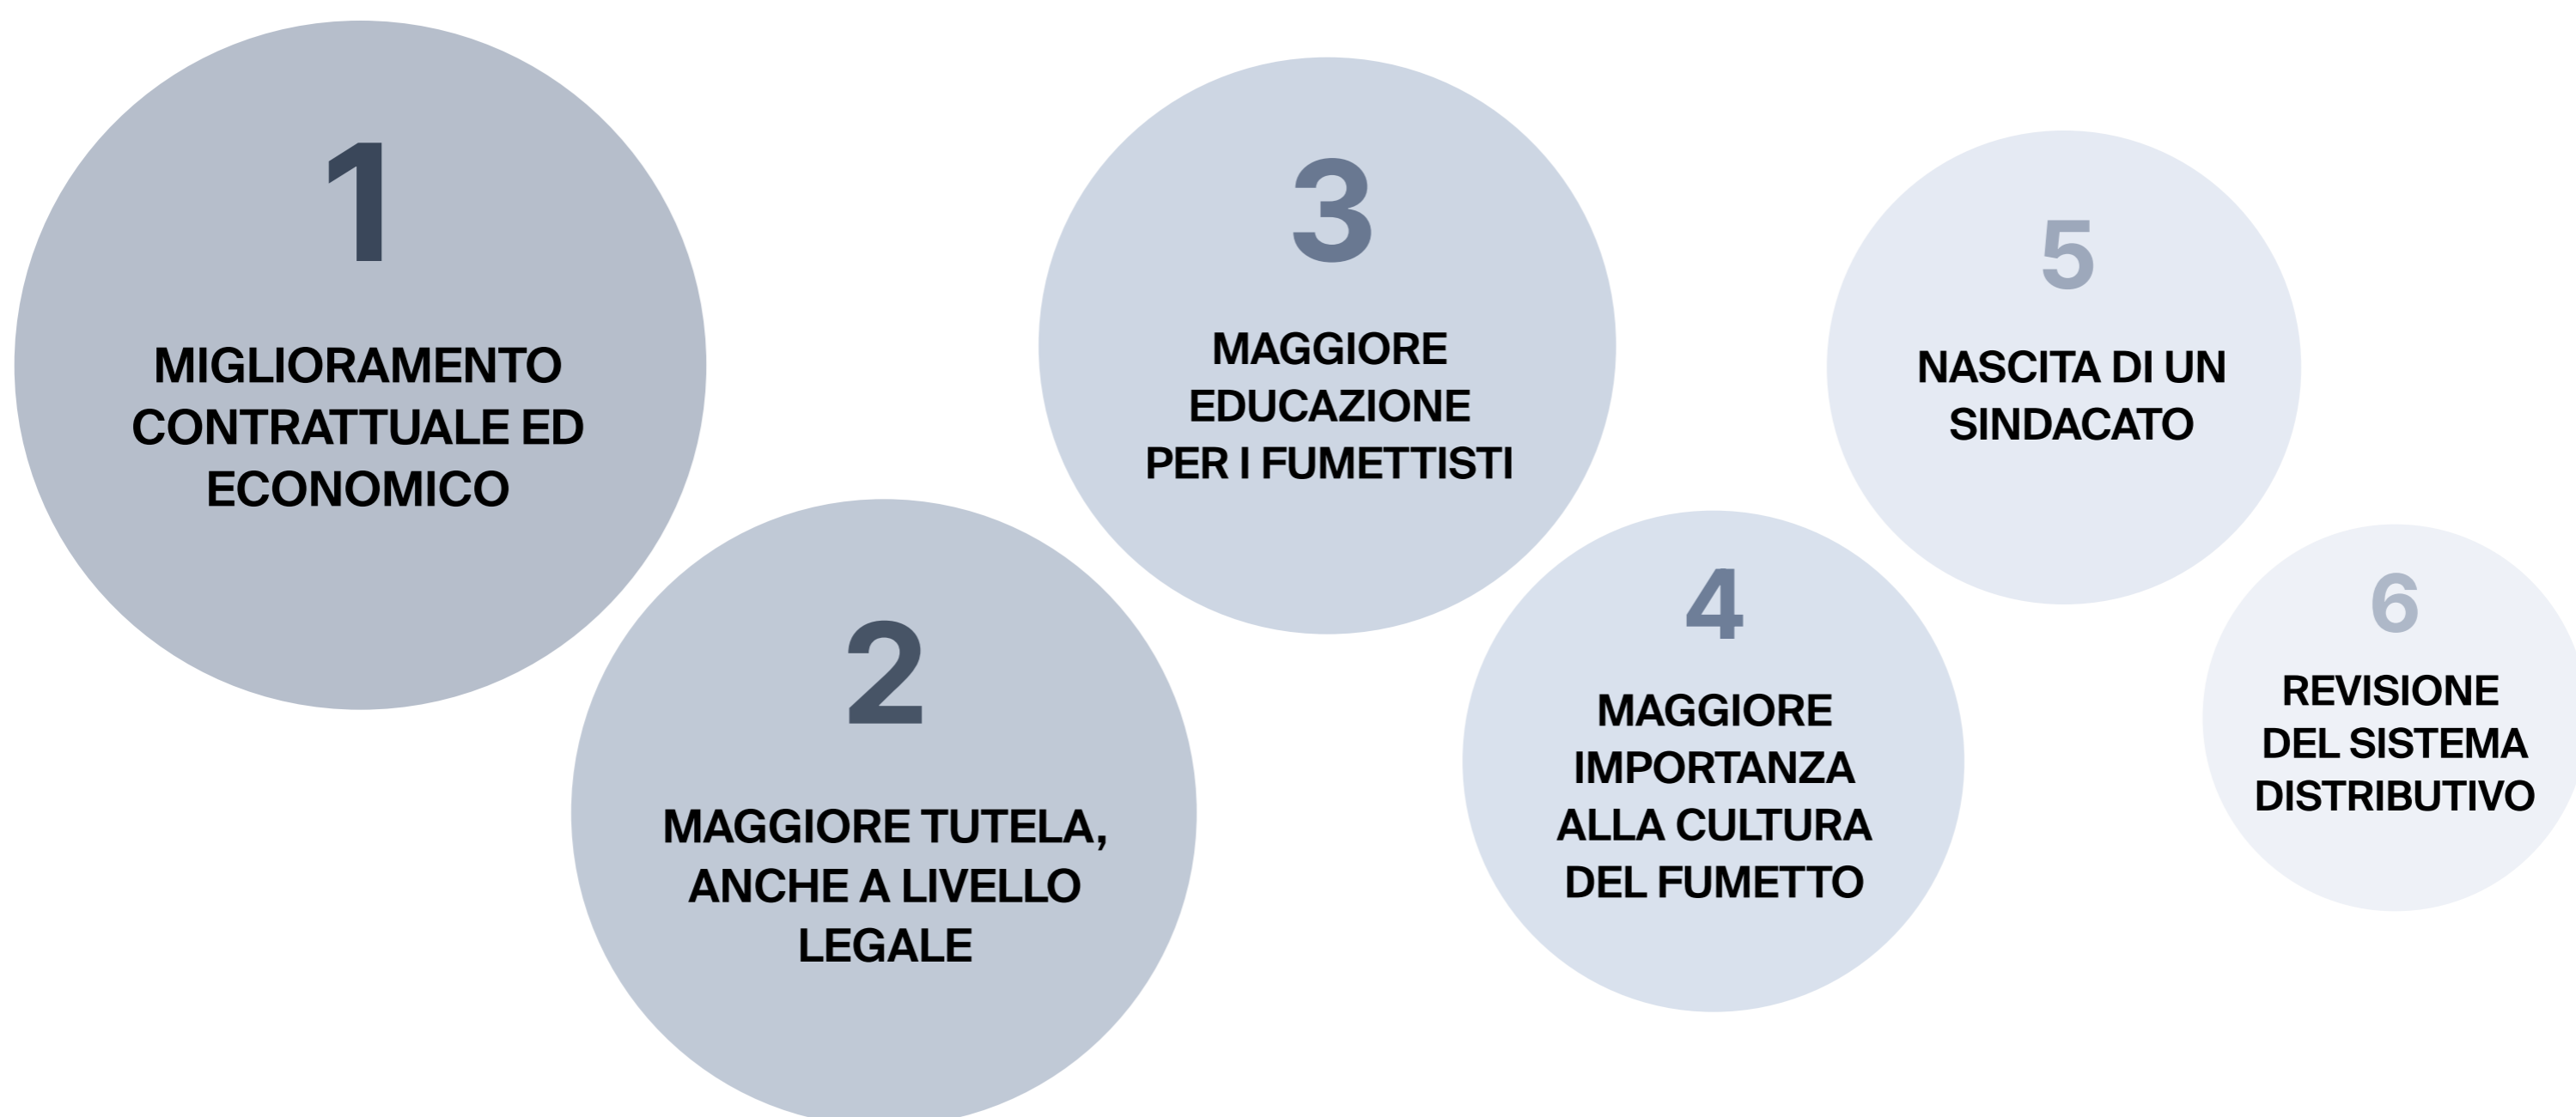 1
MIGLIORAMENTO
CONTRATTUALE ED
ECONOMICO
2
MAGGIORE TUTELA,
ANCHE A LIVELLO
LEGALE
3
MAGGIORE
EDUCAZIONE
PER I FUMETTISTI
4
MAGGIORE
IMPORTANZA
ALLA CULTURA
DEL FUMETTO
5
NASCITA DI UN
SINDACATO
6
REVISIONE
DEL SISTEMA
DISTRIBUTIVO